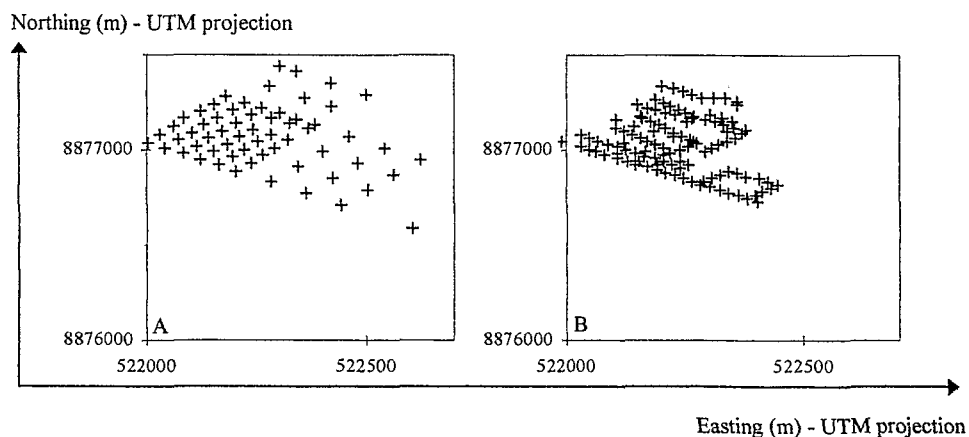 Northing (m) - UTM projection
8877000
8876000
A
522000
522500
8877000
8876000
B
522000
522500
Easting (m) - UTM projection